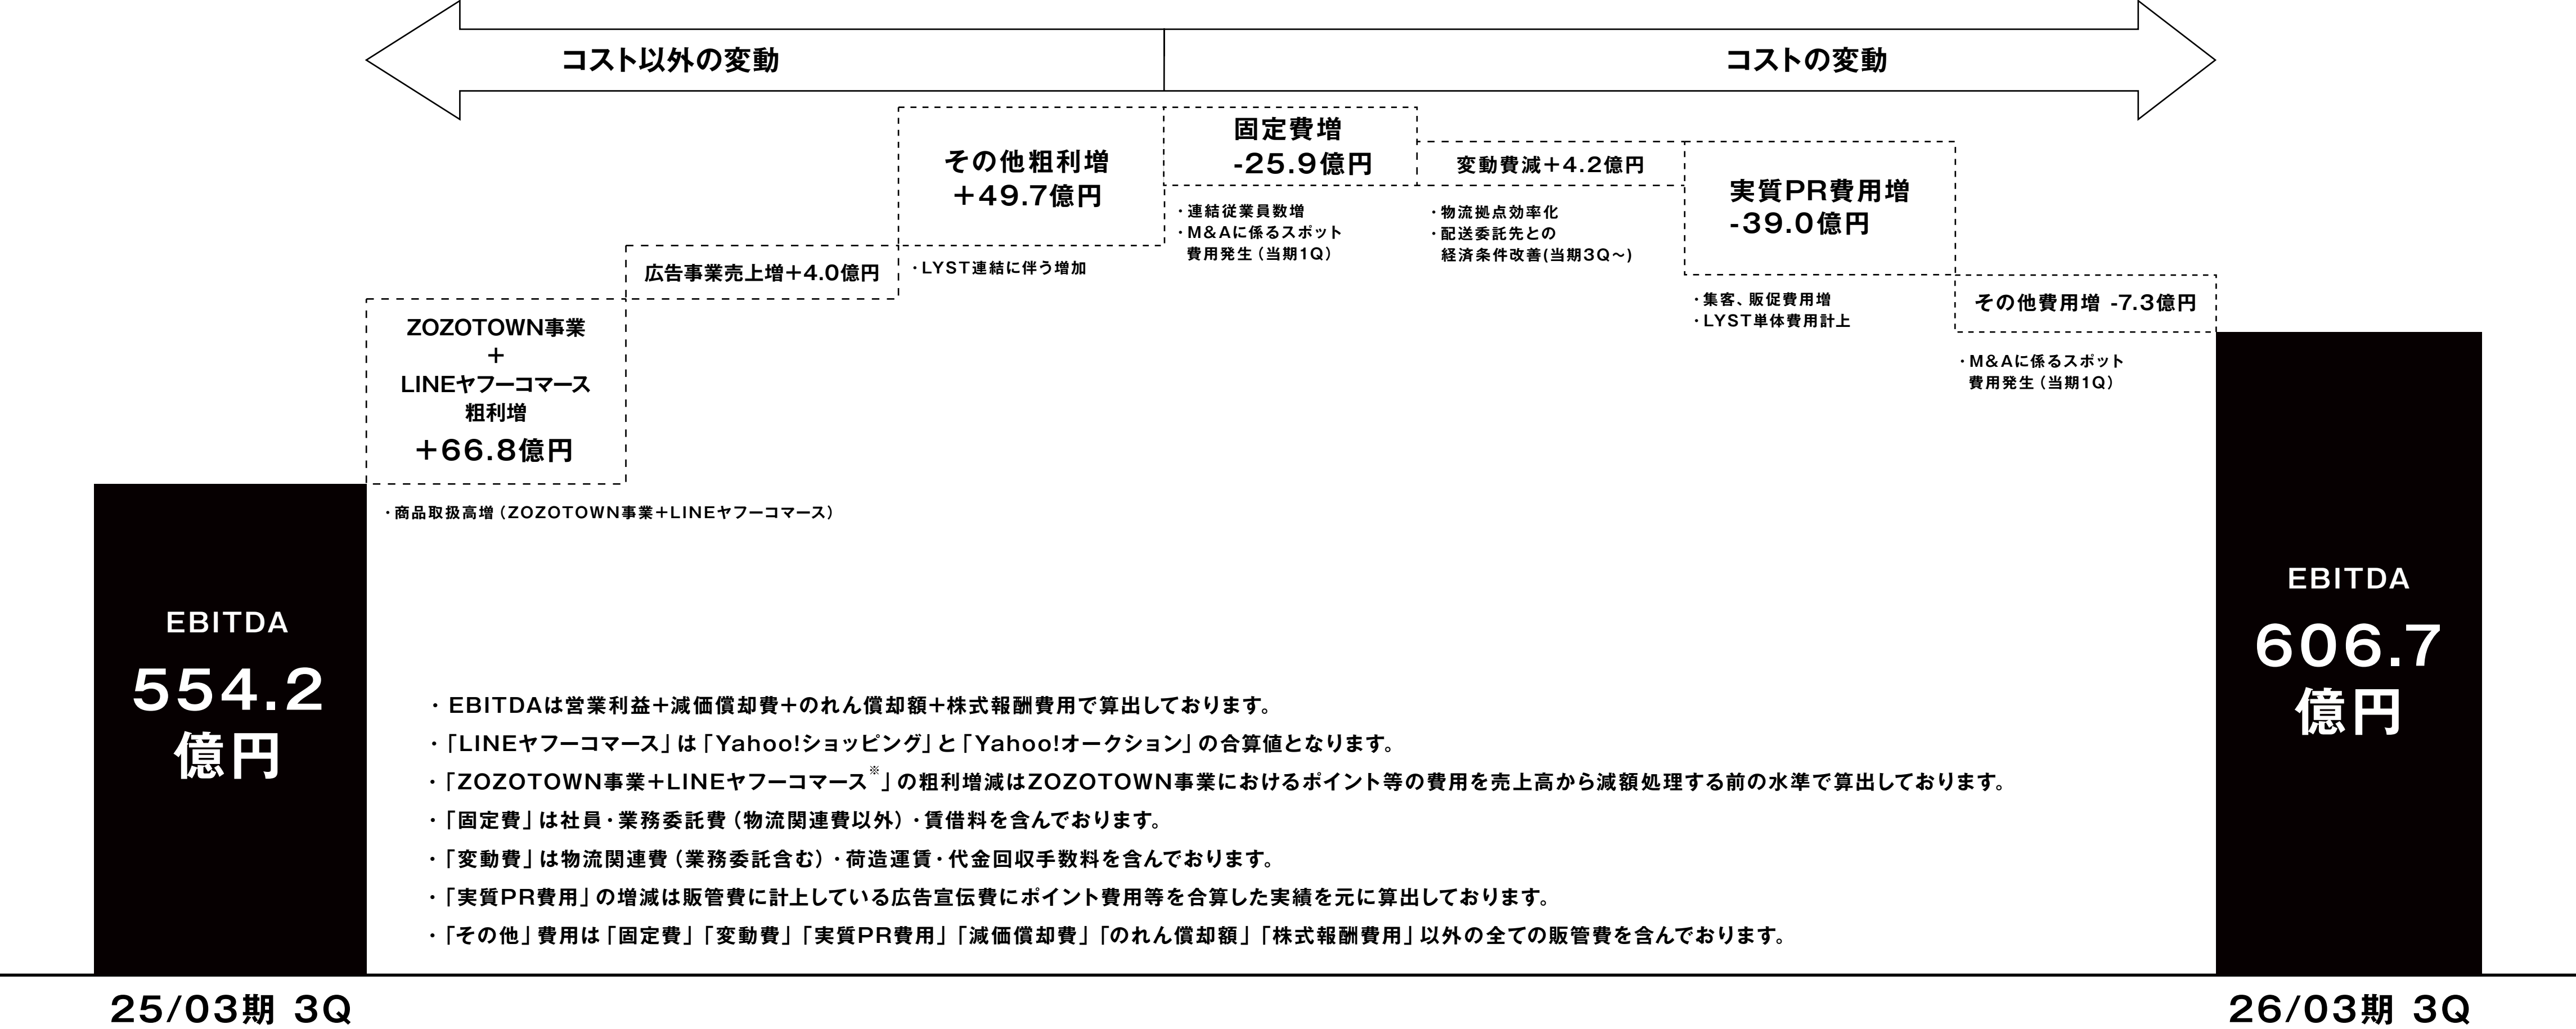 コスト以外の変動
コストの変動
ZOZOTOWN事業
+
LINEヤフーコマース
粗利増
+66.8億円
・商品取扱高増（ZOZOTOWN事業+LINEヤフーコマース）
広告事業売上増+4.0億円
その他粗利増
+49.7億円
・LYST連結に伴う増加
固定費増
-25.9億円
・連結従業員数増
・M&Aに係るスポット
費用発生（当期1Q）
変動費減+4.2億円
・物流拠点効率化
・配送委託先との
経済条件改善(当期3Q〜)
実質PR費用増
-39.0億円
・集客、販促費用増
・LYST単体費用計上
その他費用増 -7.3億円
・M&Aに係るスポット
費用発生（当期1Q）
EBITDA
554.2
億円
EBITDA
606.7
億円
・EBITDAは営業利益+減価償却費+のれん償却額+株式報酬費用で算出しております。
・「LINEヤフーコマース」は「Yahoo!ショッピング」と「Yahoo!オークション」の合算値となります。
・「ZOZOTOWN事業+LINEヤフーコマース※」の粗利増減はZOZOTOWN事業におけるポイント等の費用を売上高から減額処理する前の水準で算出しております。
・「固定費」は社員・業務委託費（物流関連費以外）・賃借料を含んでおります。
・「変動費」は物流関連費（業務委託含む）・荷造運賃・代金回収手数料を含んでおります。
・「実質PR費用」の増減は販管費に計上している広告宣伝費にポイント費用等を合算した実績を元に算出しております。
・「その他」費用は「固定費」「変動費」「実質PR費用」「減価償却費」「のれん償却額」「株式報酬費用」以外の全ての販管費を含んでおります。
25/03期 3Q
26/03期 3Q